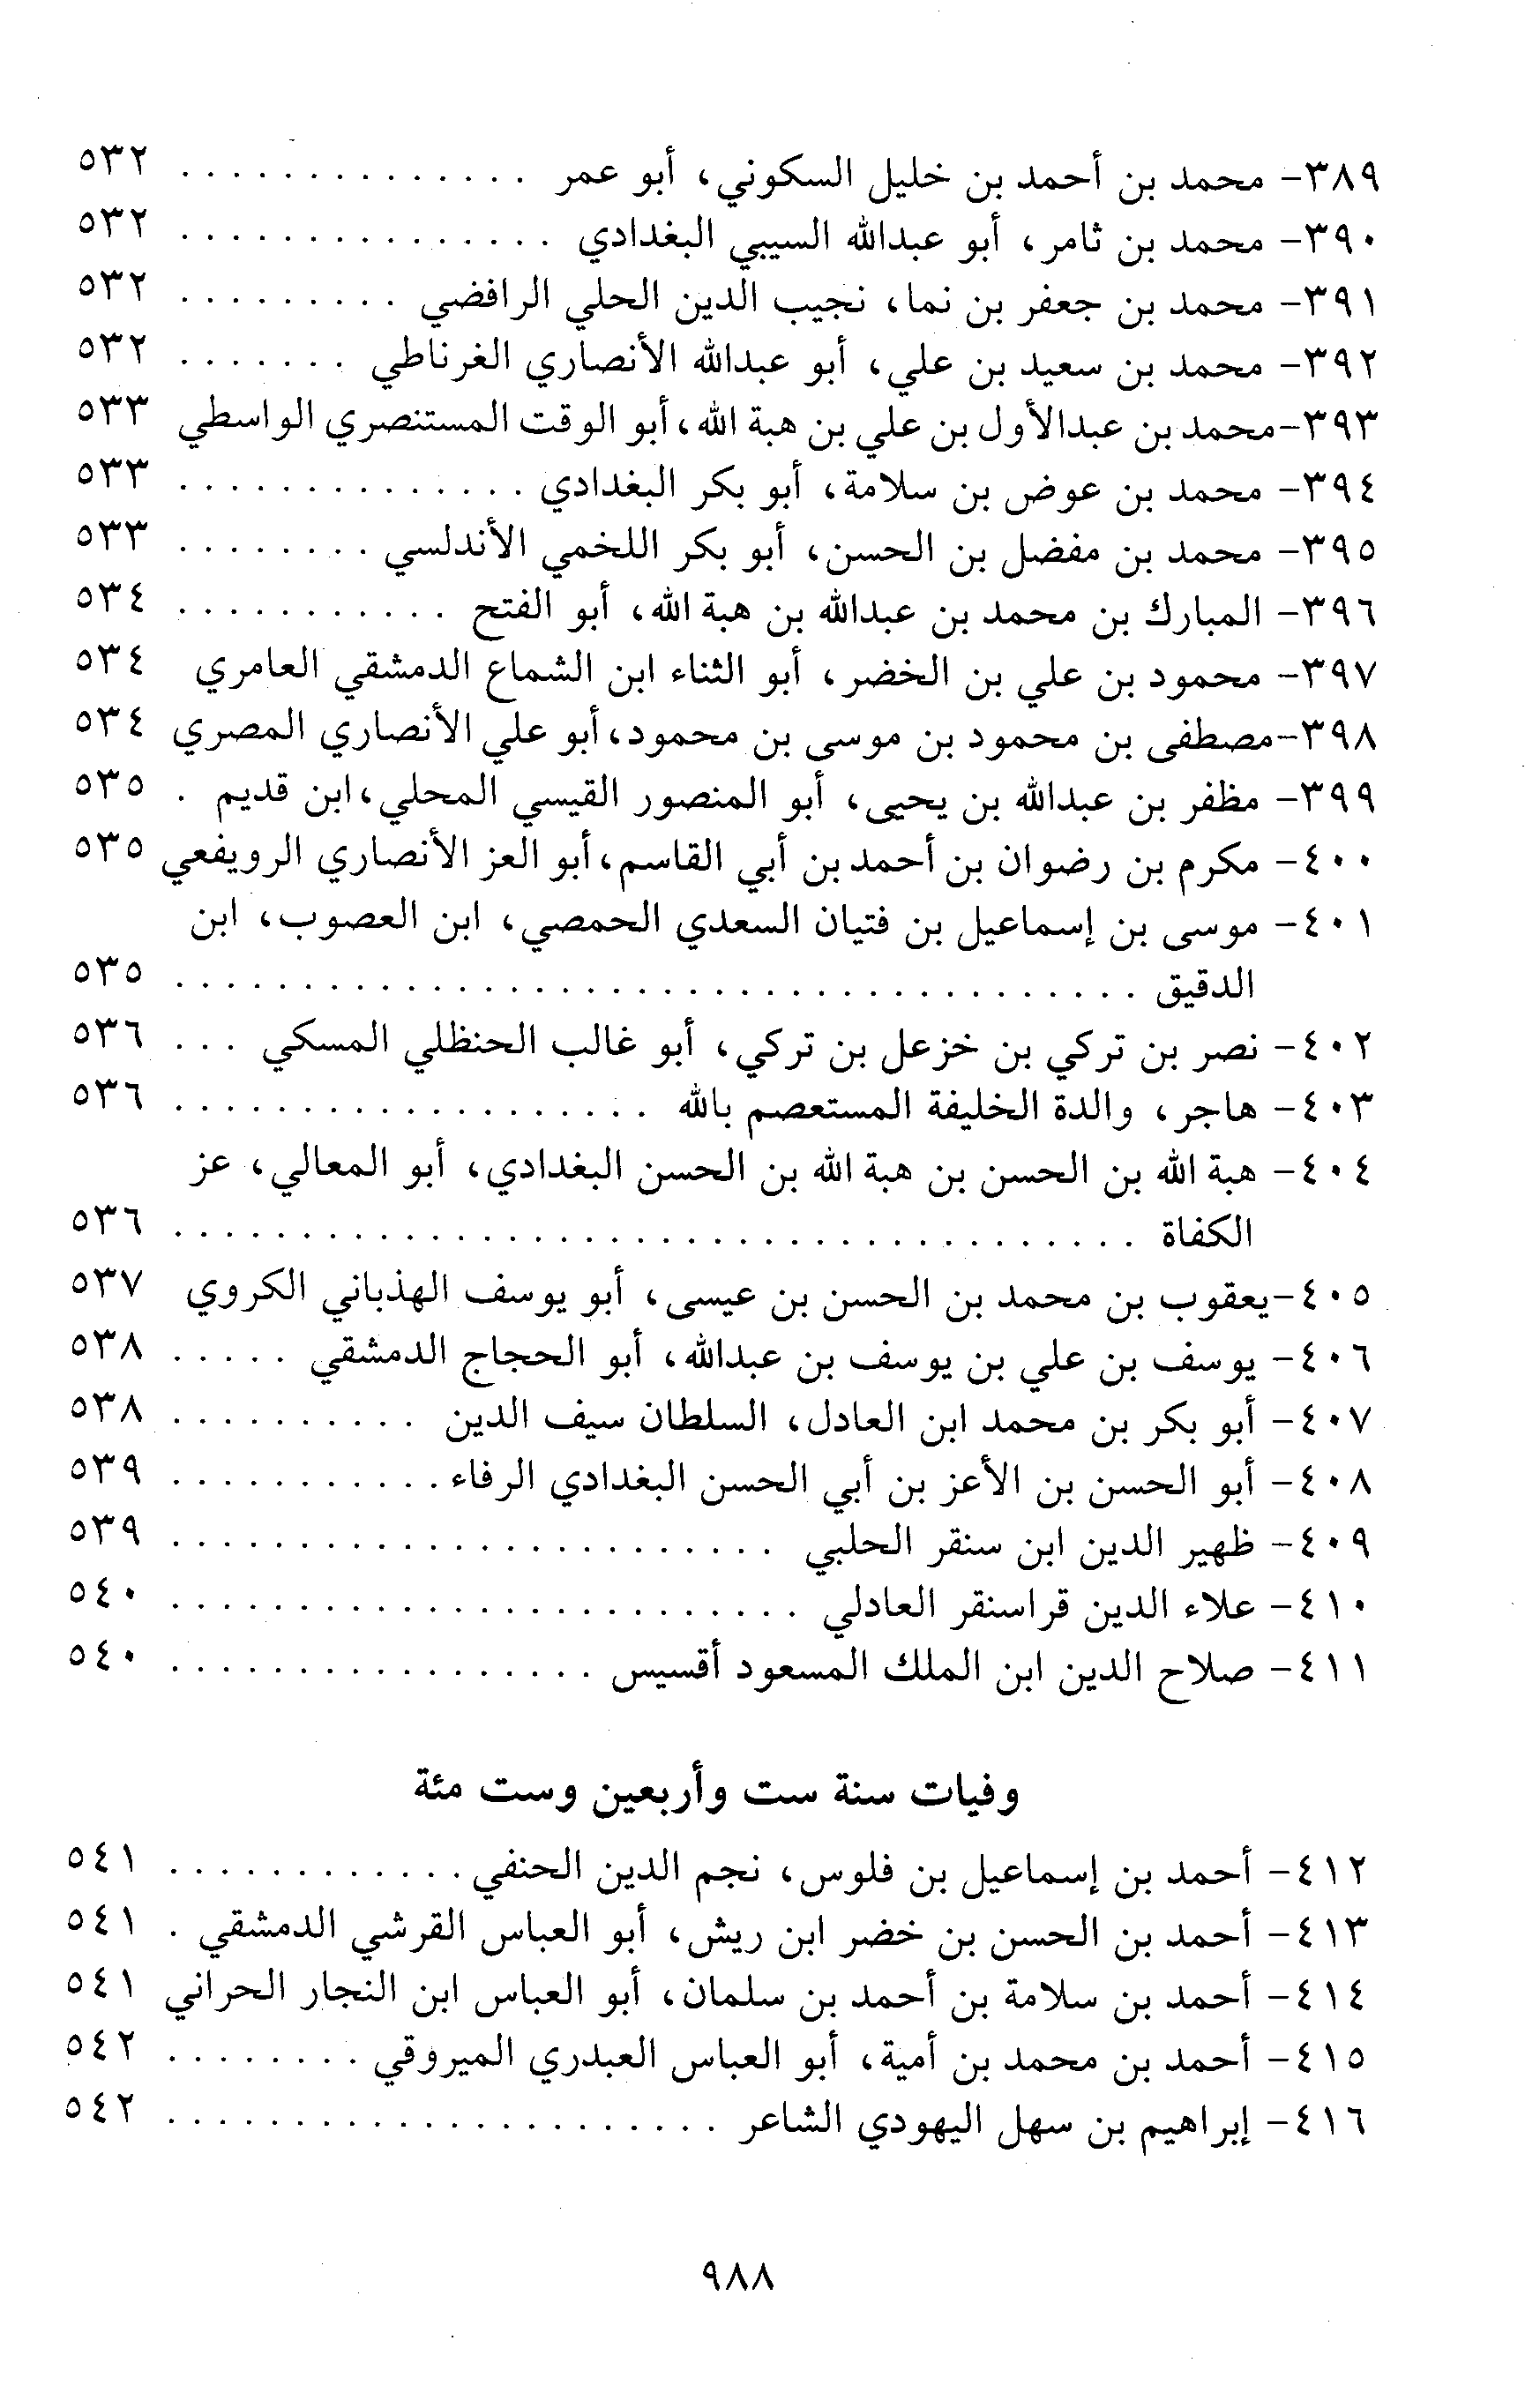 ٣٨٩- محمد بن أحمد بن خليل السكوني، أبو عمر . . . . . . . . . . . . . . ٥٣٢
٣٩٠- محمد بن ثامر، أبو عبدالله السيبي البغدادي . . . . . . . . . . . . . . . ٥٣٢
٣٩١- محمد بن جعفر بن نما، نجيب الدين الحلي الرافضي . . . . . . . . . ٥٣٢
٣٩٢- محمد بن سعيد بن علي، أبو عبدالله الأنصاري الغرناطي . . . . . . . ٥٣٢
٣٩٣-محمد بن عبدالأول بن علي بن هبة الله، أبو الوقت المستنصري الواسطي ٥٣٣
٣٩٤- محمد بن عوض بن سلامة، أبو بكر البغدادي . . . . . . . . . . . . . . ٥٣٣
٣٩٥- محمد بن مفضل بن الحسن، أبو بكر اللخمي الأندلسي . . . . . . . . ٥٣٣
٣٩٦- المبارك بن محمد بن عبدالله بن هبة الله، أبو الفتح . . . . . . . . . . . ٥٣٤
٣٩٧- محمود بن علي بن الخضر، أبو الثناء ابن الشماع الدمشقي العامري ٥٣٤
٣٩٨-مصطفى بن محمود بن موسى بن محمود، أبو علي الأنصاري المصري ٥٣٤
٣٩٩- مظفر بن عبدالله بن يحيى، أبو المنصور القيسي المحلي، ابن قديم . ٥٣٥
٤٠٠- مكرم بن رضوان بن أحمد بن أبي القاسم، أبو العز الأنصاري الرويفعي ٥٣٥
٤٠١- موسى بن إسماعيل بن فتيان السعدي الحمصي، ابن العصوب، ابن
الدقيق . . . . . . . . . . . . . . . . . . . . . . . . . . . . . . . . . . . . . . ٥٣٥
٤٠٢- نصر بن تركي بن خزعل بن تركي، أبو غالب الحنظلي المسكي . . . ٥٣٦
٤٠٣- هاجر، والدة الخليفة المستعصم بالله . . . . . . . . . . . . . . . . . . . ٥٣٦
٤٠٤- هبة الله بن الحسن بن هبة الله بن الحسن البغدادي، أبو المعالي، عز
الكفاة . . . . . . . . . . . . . . . . . . . . . . . . . . . . . . . . . . . . . . ٥٣٦
٤٠٥-يعقوب بن محمد بن الحسن بن عيسى، أبو يوسف الهذباني الكروي ٥٣٧
٤٠٦- يوسف بن علي بن يوسف بن عبدالله، أبو الحجاج الدمشقي . . . . . ٥٣٨
٤٠٧- أبو بكر بن محمد ابن العادل، السلطان سيف الدين . . . . . . . . . . ٥٣٨
٤٠٨- أبو الحسن بن الأعز بن أبي الحسن البغدادي الرفاء . . . . . . . . . . . ٥٣٩
٤٠٩- ظهير الدين ابن سنقر الحلبي . . . . . . . . . . . . . . . . . . . . . . . . ٥٣٩
٤١٠- علاء الدين قراسنقر العادلي . . . . . . . . . . . . . . . . . . . . . . . . . ٥٤٠
٤١١- صلاح الدين ابن الملك المسعود أقسيس . . . . . . . . . . . . . . . . . ٥٤٠
وفيات سنة ست وأربعين وست مئة
٤١٢- أحمد بن إسماعيل بن فلوس، نجم الدين الحنفي . . . . . . . . . . . . ٥٤١
٤١٣- أحمد بن الحسن بن خضر ابن ريش، أبو العباس القرشي الدمشقي . ٥٤١
٤١٤- أحمد بن سلامة بن أحمد بن سلمان، أبو العباس ابن النجار الحراني ٥٤١
٤١٥- أحمد بن محمد بن أمية، أبو العباس العبدري الميروقي . . . . . . . . ٥٤٢
٤١٦- إبراهيم بن سهل اليهودي الشاعر . . . . . . . . . . . . . . . . . . . . . . ٥٤٢
٩٨٨